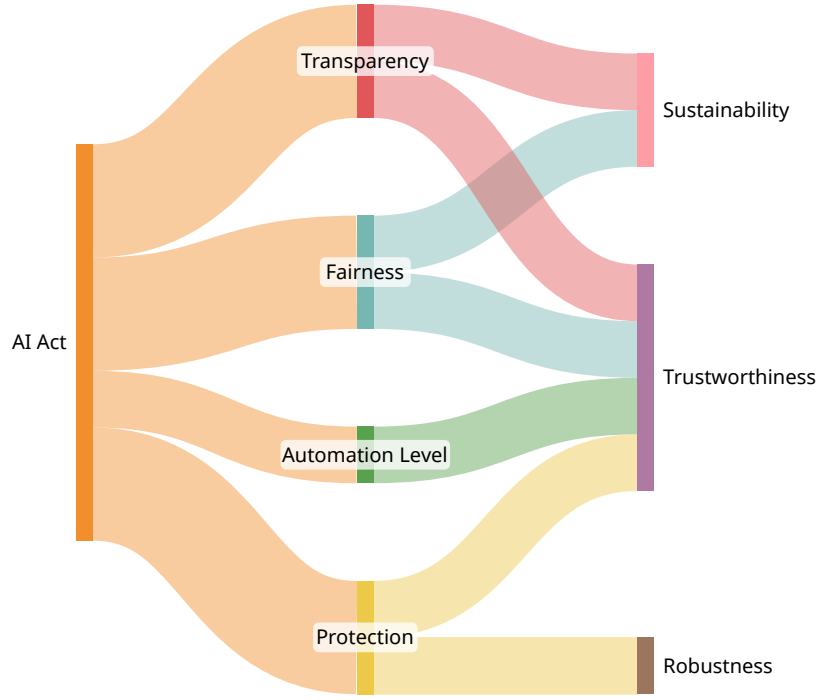 Transparency
Sustainability
Fairness
AI Act
Trustworthiness
Automation Level
Protection
Robustness